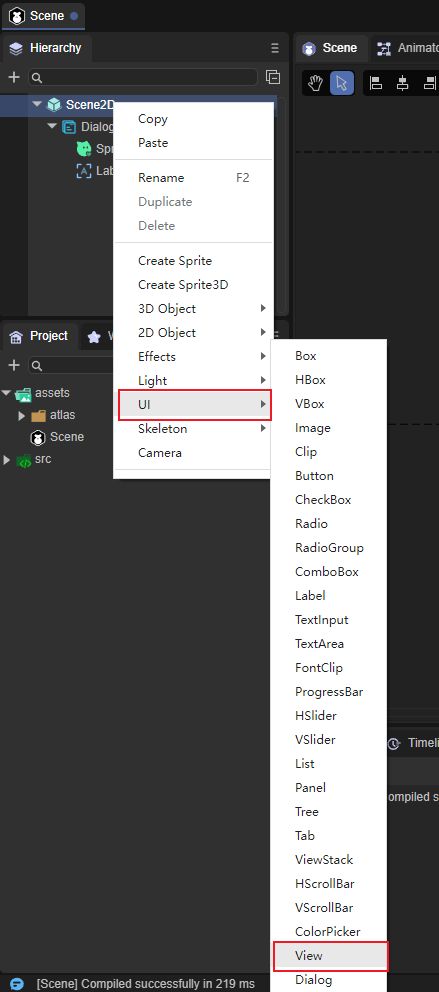 Scene
Hierarchy
Scene
Animato
Scene2D
Dialog
Spr
Lab
Copy
Paste
Rename F2
Duplicate
Delete
Create Sprite
Create Sprite3D
3D Object
2D Object
Effects
Light
UI
Skeleton
Camera
Project
W
assets
atlas
Scene
src
Box
HBox
VBox
Image
Clip
Button
CheckBox
Radio
RadioGroup
ComboBox
Label
TextInput
TextArea
FontClip
ProgressBar
HSlider
VSlider
List
Panel
Tree
Tab
ViewStack
HScrollBar
VScrollBar
ColorPicker
View
Dialog
Timeli
ompiled s
[Scene] Compiled successfully in 219 ms